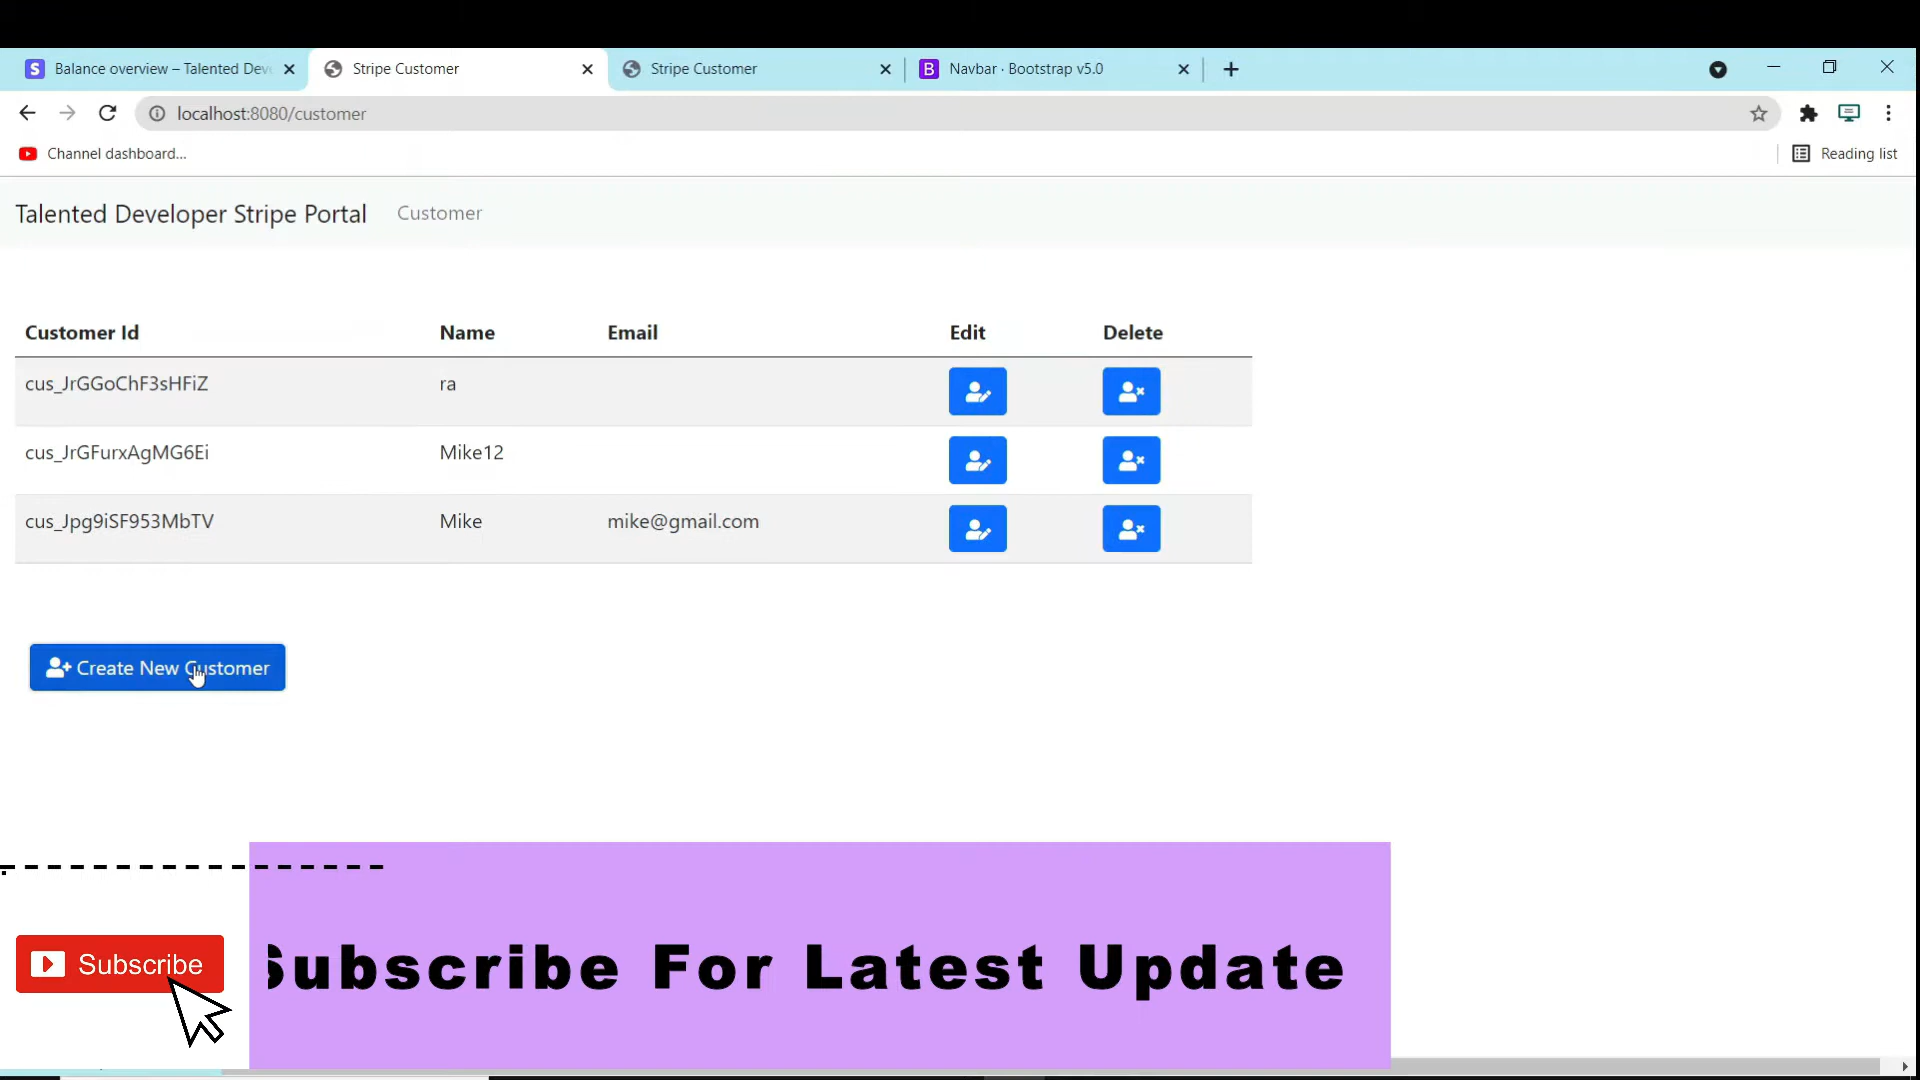 Balance overview – Talented Dev
Stripe Customer
Stripe Customer
Navbar · Bootstrap v5.0
localhost:8080/customer
Channel dashboard...
Reading list
Talented Developer Stripe Portal
Customer
Customer Id Name Email Edit Delete
cus_JrGGoChF3sHFiZ ra
cus_JrGFurxAgMG6Ei Mike12
cus_Jpg9iSF953MbTV Mike mike@gmail.com
Create New Customer
Subscribe
Subscribe For Latest Update